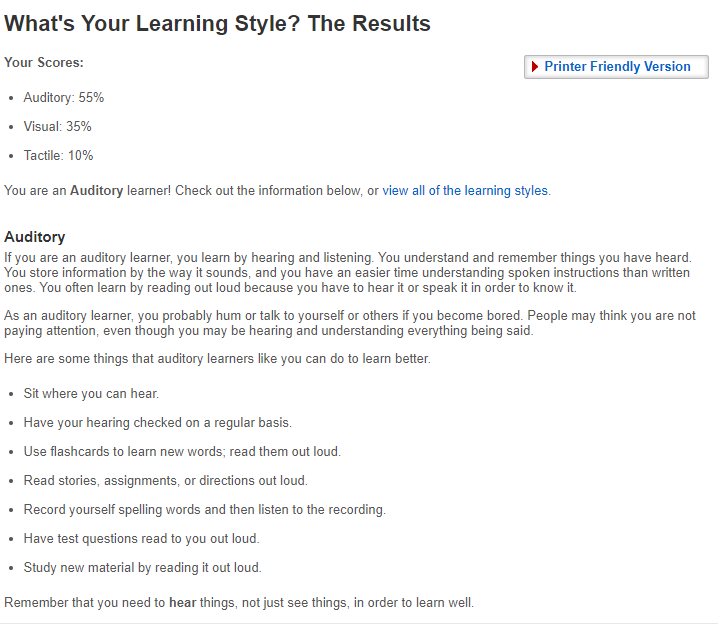 What's Your Learning Style? The Results
Your Scores:
Printer Friendly Version
Auditory: 55%
Visual: 35%
Tactile: 10%
You are an Auditory learner! Check out the information below, or view all of the learning styles.
Auditory
If you are an auditory learner, you learn by hearing and listening. You understand and remember things you have heard.
You store information by the way it sounds, and you have an easier time understanding spoken instructions than written
ones. You often learn by reading out loud because you have to hear it or speak it in order to know it.
As an auditory learner, you probably hum or talk to yourself or others if you become bored. People may think you are not
paying attention, even though you may be hearing and understanding everything being said.
Here are some things that auditory learners like you can do to learn better.
Sit where you can hear.
Have your hearing checked on a regular basis.
Use flashcards to learn new words; read them out loud.
Read stories, assignments, or directions out loud.
Record yourself spelling words and then listen to the recording.
Have test questions read to you out loud.
Study new material by reading it out loud.
Remember that you need to hear things, not just see things, in order to learn well.